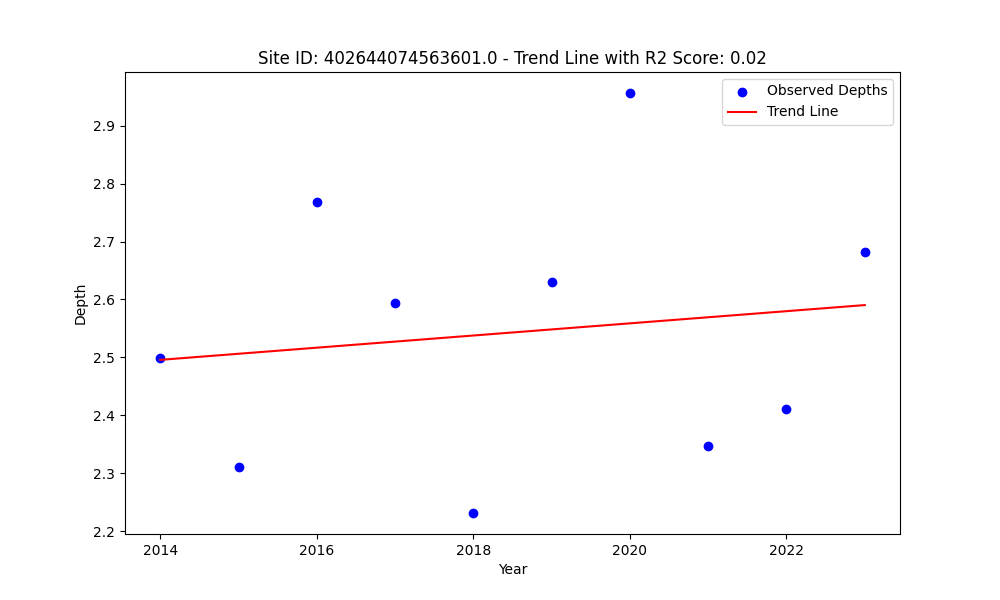 Site ID: 402644074563601.0 - Trend Line with R2 Score: 0.02
Observed Depths
Trend Line
2.9
2.8
2.7
2.6
2.5
2.4
2.3
2.2
Depth
2014
2016
2018
2020
2022
Year